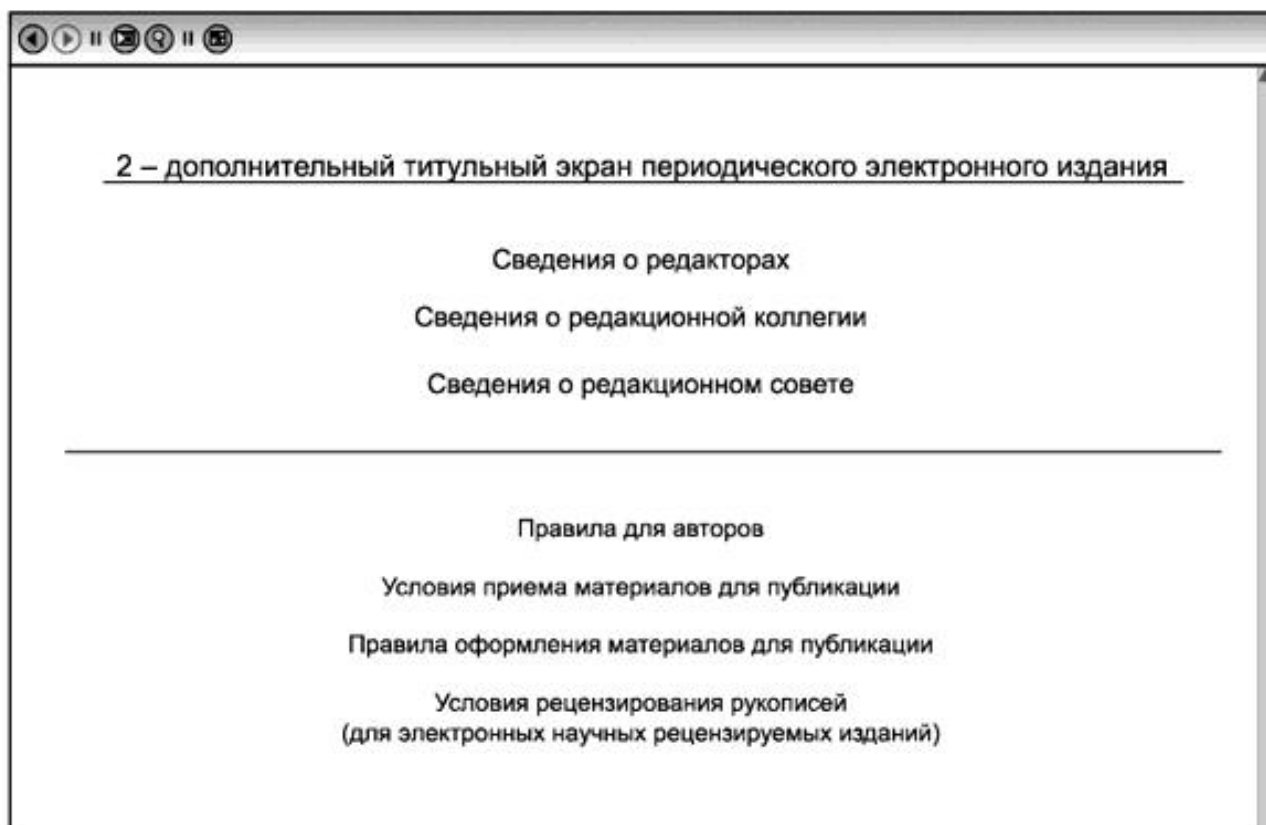 2 – дополнительный титульный экран периодического электронного издания
Сведения о редакторах
Сведения о редакционной коллегии
Сведения о редакционном совете
Правила для авторов
Условия приема материалов для публикации
Правила оформления материалов для публикации
Условия рецензирования рукописей
(для электронных научных рецензируемых изданий)